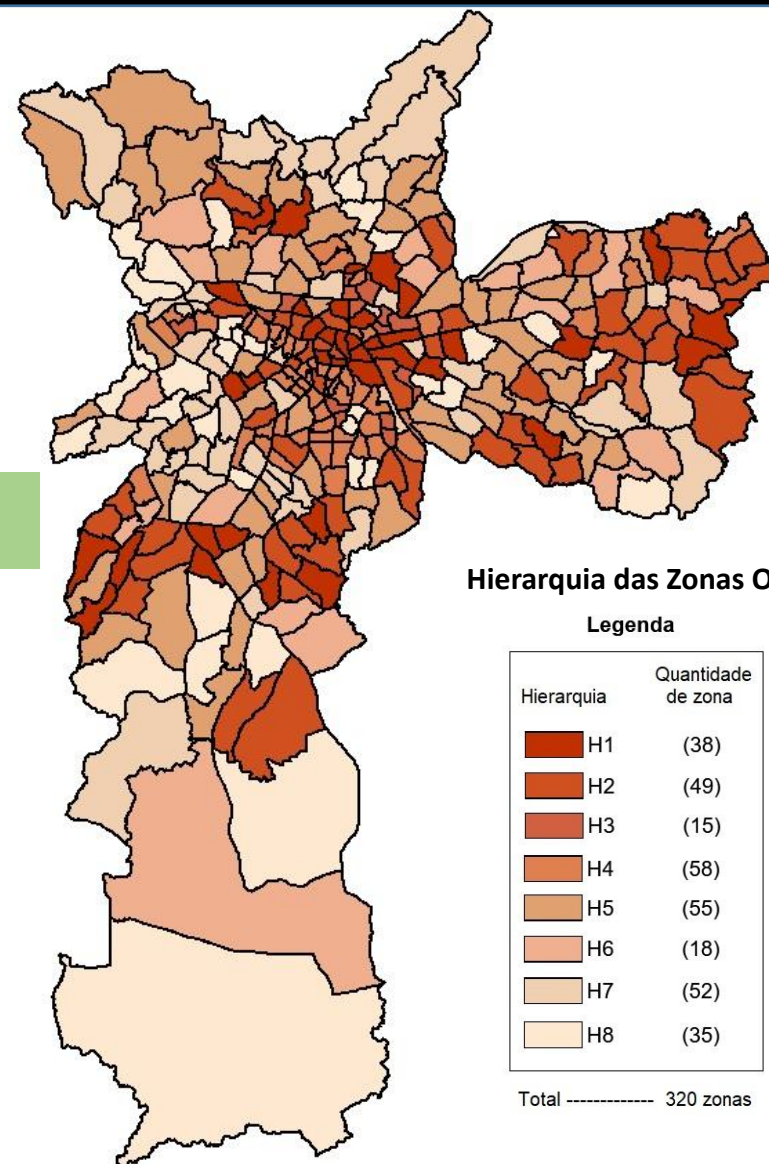 Hierarquia das Zonas O
Legenda
Hierarquia Quantidade de zona
H1 (38)
H2 (49)
H3 (15)
H4 (58)
H5 (55)
H6 (18)
H7 (52)
H8 (35)
Total ------------- 320 zonas